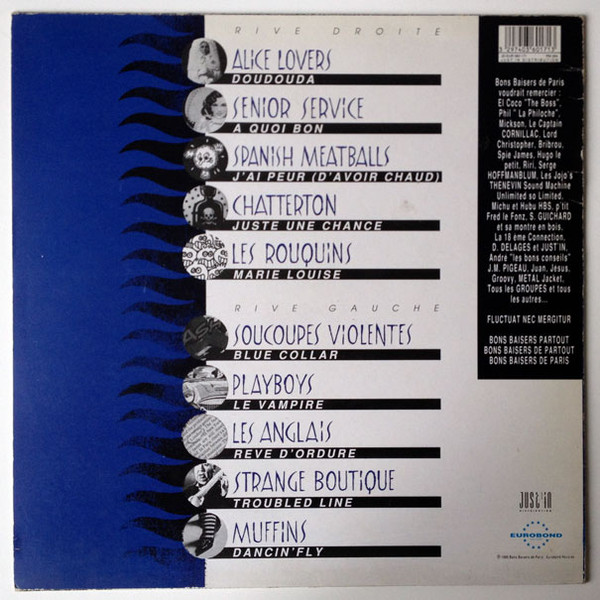 RIVE DROITE
ALICE LOVERS
DOUDOUDA
SENIOR SERVICE
A QUOI BON
SPANISH MEATBALLS
J'AI PEUR (D'AVOIR CHAUD)
CHATTERTON
JUSTE UNE CHANCE
LES ROUQUINS
MARIE LOUISE
RIVE GAUCHE
SOUCOUPES VIOLENTES
BLUE COLLAR
PLAYBOYS
LE VAMPIRE
LES ANGLAIS
REVE D'ORDURE
STRANGE BOUTIQUE
TROUBLED LINE
MUFFINS
DANCIN'FLY
Bons Baisers de Paris
voudrait remercier :
El Coco "The Boss",
Phil " La Philoche",
Mickson, Le Captain
CORNILLAC, Lord
Christopher, Bribrou,
Spie James, Hugo le
petit, Riri, Serge
HOFFMANBLUM, Les Jojo's
THENEVIN Sound Machine
Unlimited so Limited,
Michu et Hubu HBS, p'tit
Fred le Fonz, S. GUICHARD
et sa montre en bois,
La 18 ème Connection,
D. DELAGES et JUST'IN,
Andre "les bons conseils"
J.M. PIGEAU, Juan, Jesus,
Groovy, METAL Jacket,
Tous les GROUPES et tous
les autres...
FLUCTUAT NEC MERGITUR
BONS BAISERS PARTOUT
BONS BAISERS DE PARTOUT
BONS BAISERS DE PARIS
JUST'IN
DISTRIBUTION
EUROBOND